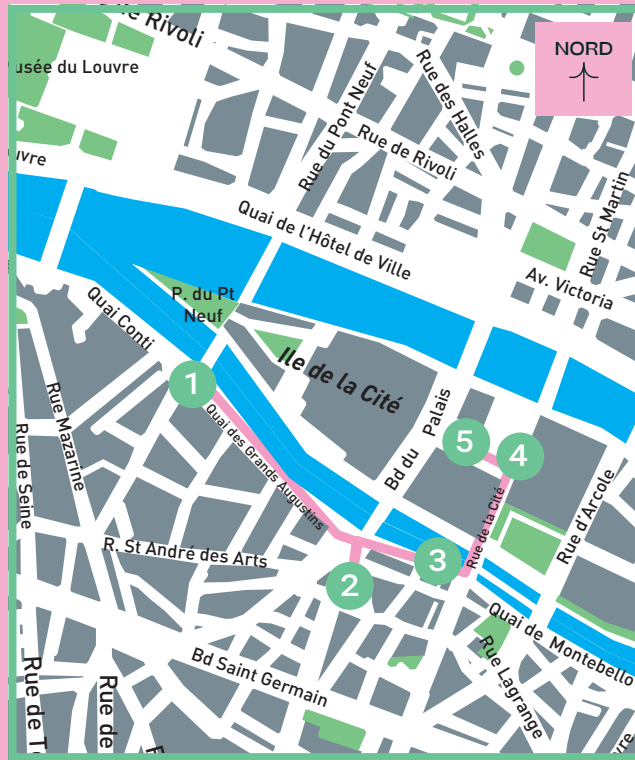 Rivoli
NORD
usée du Louvre
Rue du Pont Neuf
Rue des Halles
Rue de Rivoli
uvre
Rue St Martin
Quai de l'Hôtel de Ville
Av. Victoria
P. du Pt
Neuf
Quai Conti
Ile de la Cité
1
Rue Mazarine
Quai des Grands Augustins
Bd du Palais
5
4
Rue de Seine
Rue de la Cité
Rue d'Arcole
R. St André des Arts
3
2
Quai de Montebello
Rue Lagrange
Bd Saint Germain
Rue de T
Rue de